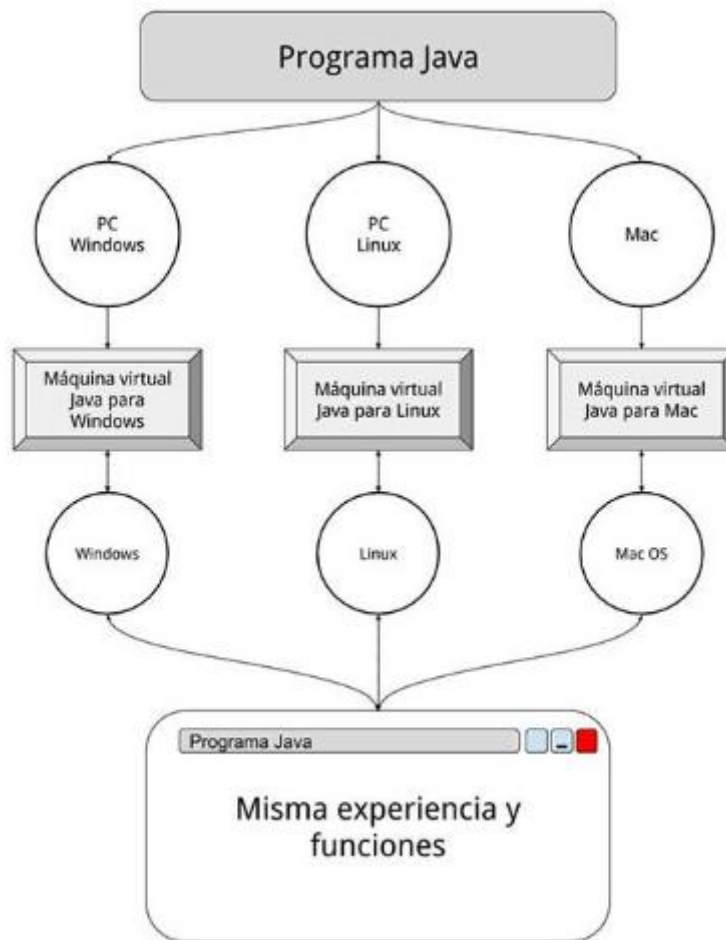 Programa Java
PC
Windows
PC
Linux
Mac
Máquina virtual
Java para
Windows
Máquina virtual
Java para Linux
Máquina virtual
Java para Mac
Windows
Linux
Mac OS
Programa Java
Misma experiencia y
funciones